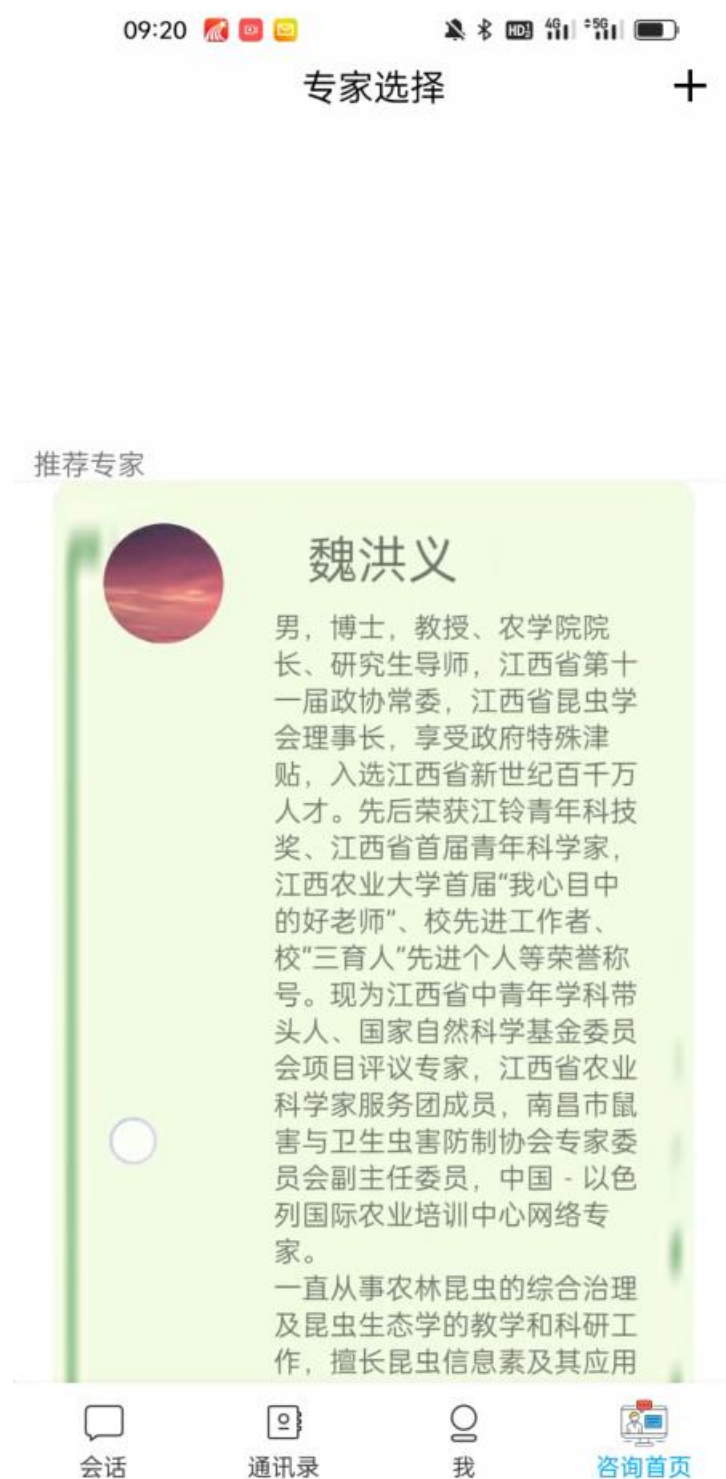 09:20
HD2 4G 5G
专家选择
推荐专家
魏洪义
男，博士，教授、农学院院
长、研究生导师，江西省第十
一届政协常委，江西省昆虫学
会理事长，享受政府特殊津
贴，入选江西省新世纪百千万
人才。先后荣获江铃青年科技
奖、江西省首届青年科学家，
江西农业大学首届“我心目中
的好老师”、校先进工作者、
校“三育人”先进个人等荣誉称
号。现为江西省中青年学科带
头人、国家自然科学基金委员
会项目评议专家，江西省农业
科学家服务团成员，南昌市鼠
害与卫生虫害防制协会专家委
员会副主任委员，中国 - 以色
列国际农业培训中心网络专
家。
一直从事农林昆虫的综合治理
及昆虫生态学的教学和科研工
作，擅长昆虫信息素及其应用
会话 通讯录 我 咨询首页